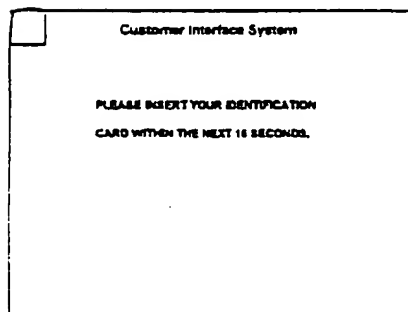 Customer Interface System
PLEASE INSERT YOUR IDENTIFICATION
CARD WITHIN THE NEXT 15 SECONDS.